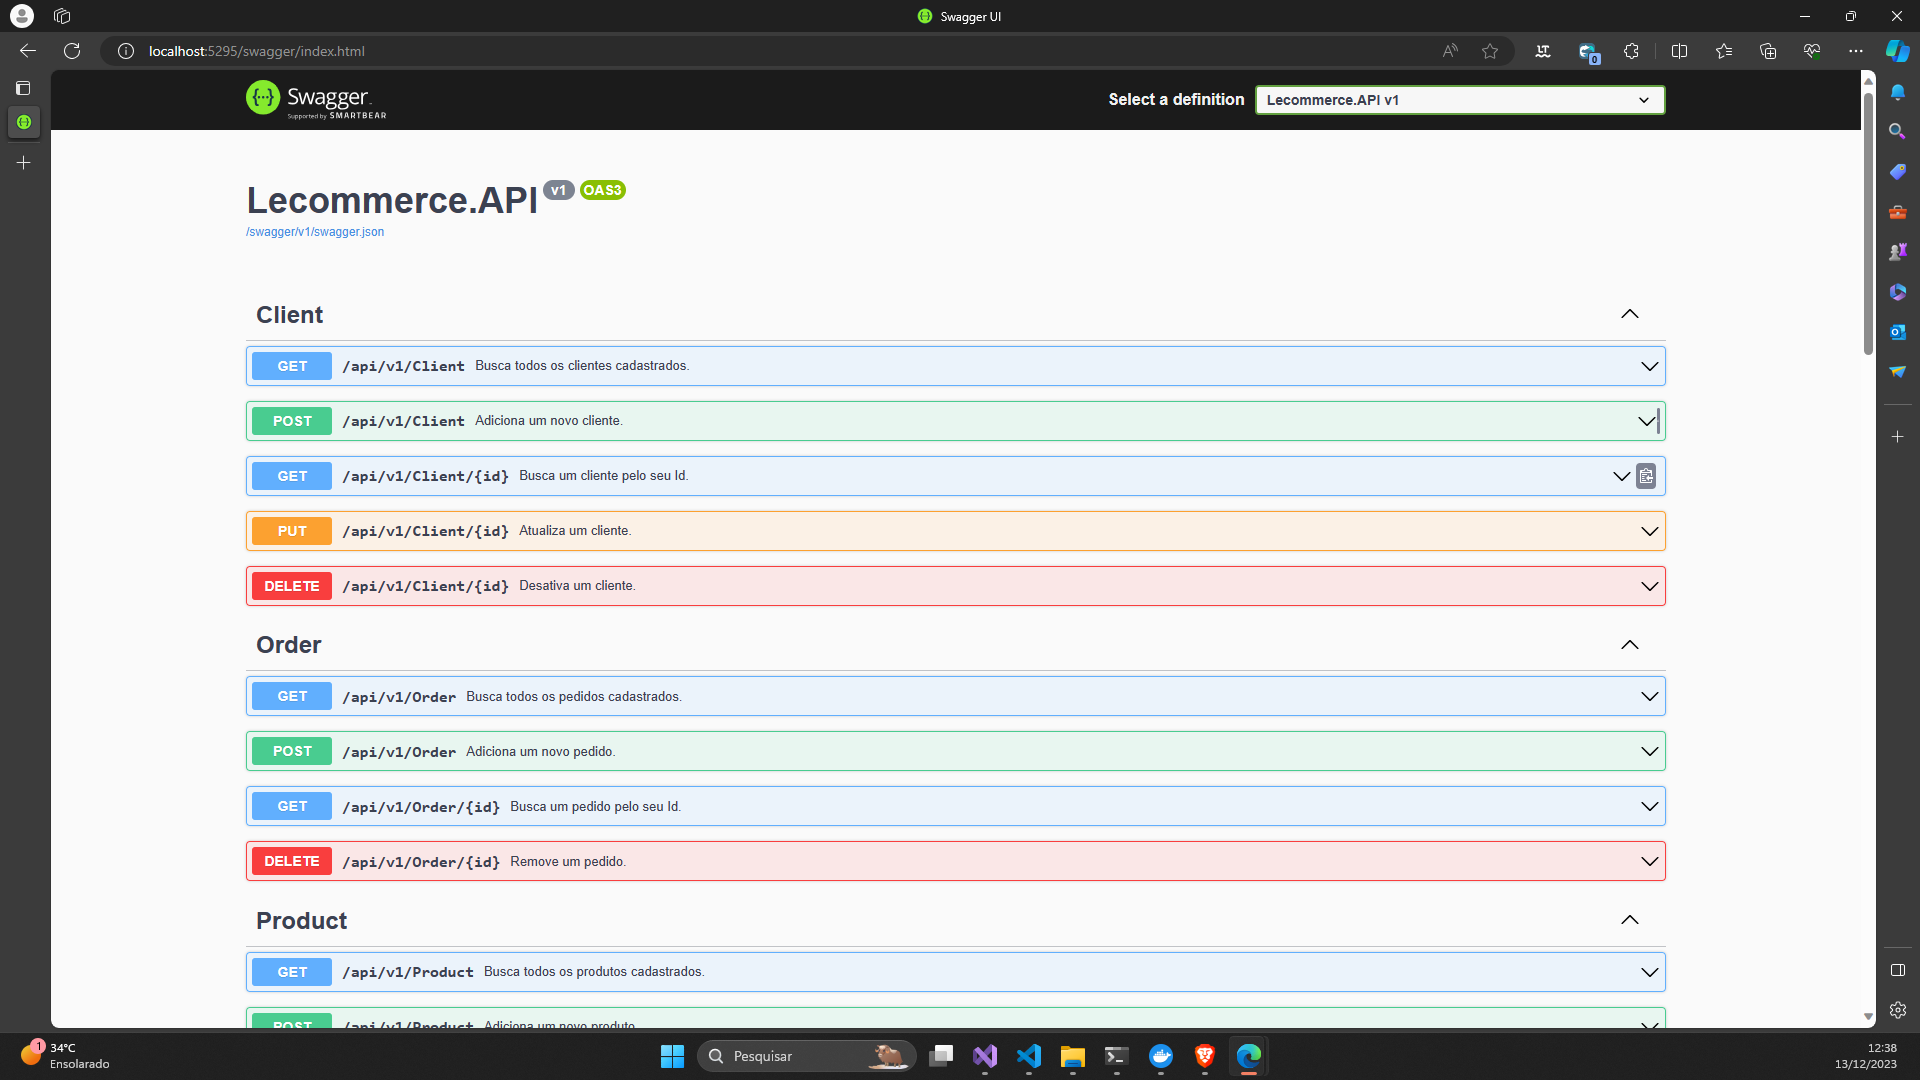 Swagger UI
localhost:5295/swagger/index.html
0
Swagger
Supported by SMARTBEAR
Select a definition
Lecommerce.API v1
Lecommerce.API v1 OAS3
/swagger/v1/swagger.json
Client
GET /api/v1/Client Busca todos os clientes cadastrados.
POST /api/v1/Client Adiciona um novo cliente.
GET /api/v1/Client/{id} Busca um cliente pelo seu Id.
PUT /api/v1/Client/{id} Atualiza um cliente.
DELETE /api/v1/Client/{id} Desativa um cliente.
Order
GET /api/v1/Order Busca todos os pedidos cadastrados.
POST /api/v1/Order Adiciona um novo pedido.
GET /api/v1/Order/{id} Busca um pedido pelo seu Id.
DELETE /api/v1/Order/{id} Remove um pedido.
Product
GET /api/v1/Product Busca todos os produtos cadastrados.
POST /api/v1/Product Adiciona um novo produto.
1
34°C
Ensolarado
Pesquisar
12:38
13/12/2023